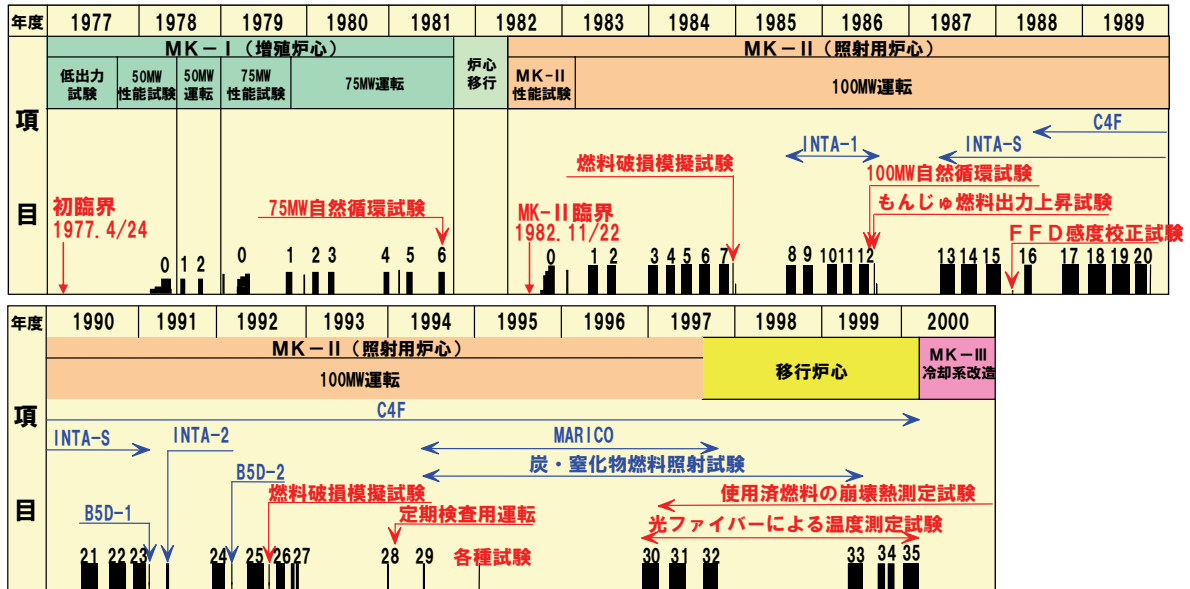 年度 1977 1978 1979 1980 1981 1982 1983 1984 1985 1986 1987 1988 1989
項目
MK-I（増殖炉心）
炉心移行
MK-II（照射用炉心）
低出力試験
50MW性能試験
50MW運転
75MW性能試験
75MW運転
MK-II性能試験
100MW運転
C4F
INTA-1
INTA-S
燃料破損模擬試験
100MW自然循環試験
初臨界
1977. 4/24
75MW自然循環試験
MK-II臨界
1982. 11/22
もんじゅ燃料出力上昇試験
ＦＦＤ感度校正試験
0 1 2 0 1 2 3 4 5 6 0 1 2 3 4 5 6 7 8 9 10 11 12 13 14 15 16 17 18 19 20
年度 1990 1991 1992 1993 1994 1995 1996 1997 1998 1999 2000
項目
MK-II（照射用炉心）
100MW運転
移行炉心
MK-III
冷却系改造
C4F
INTA-S
INTA-2
MARICO
炭・窒化物燃料照射試験
B5D-2
B5D-1
燃料破損模擬試験
定期検査用運転
使用済燃料の崩壊熱測定試験
光ファイバーによる温度測定試験
各種試験
21 22 23 24 25 26 27 28 29 30 31 32 33 34 35